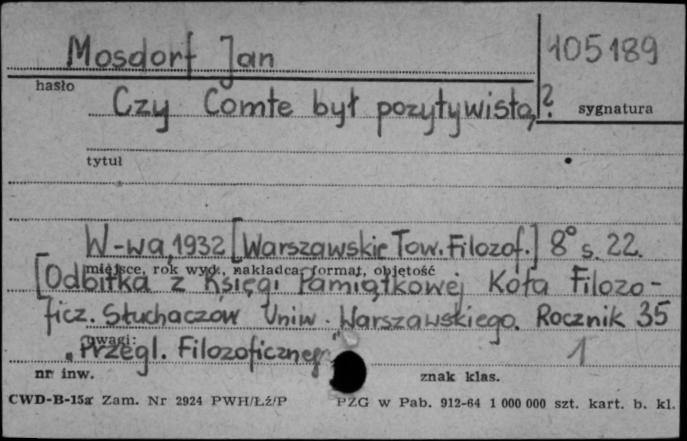 Mosdorf Jan 105189
hasło
Czy Comte był pozytywistą? sygnatura
tytuł
W-wa, 1932 [Warszawskie Tow. Filozof.] 8° s. 22.
miejsce, rok wyd., nakładca, format, objętość
[Odbitka z Księgi Pamiątkowej Koła Filozo-
ficz. Słuchaczów Uniw. Warszawskiego. Rocznik 35
uwagi:
„Przegl. Filozoficznego" 1
nr inw. znak klas.
CWD-B-15a Zam. Nr 2924 PWH/Łź/P PZG w Pab. 912-64 1 000 000 szt. kart. b. kl.